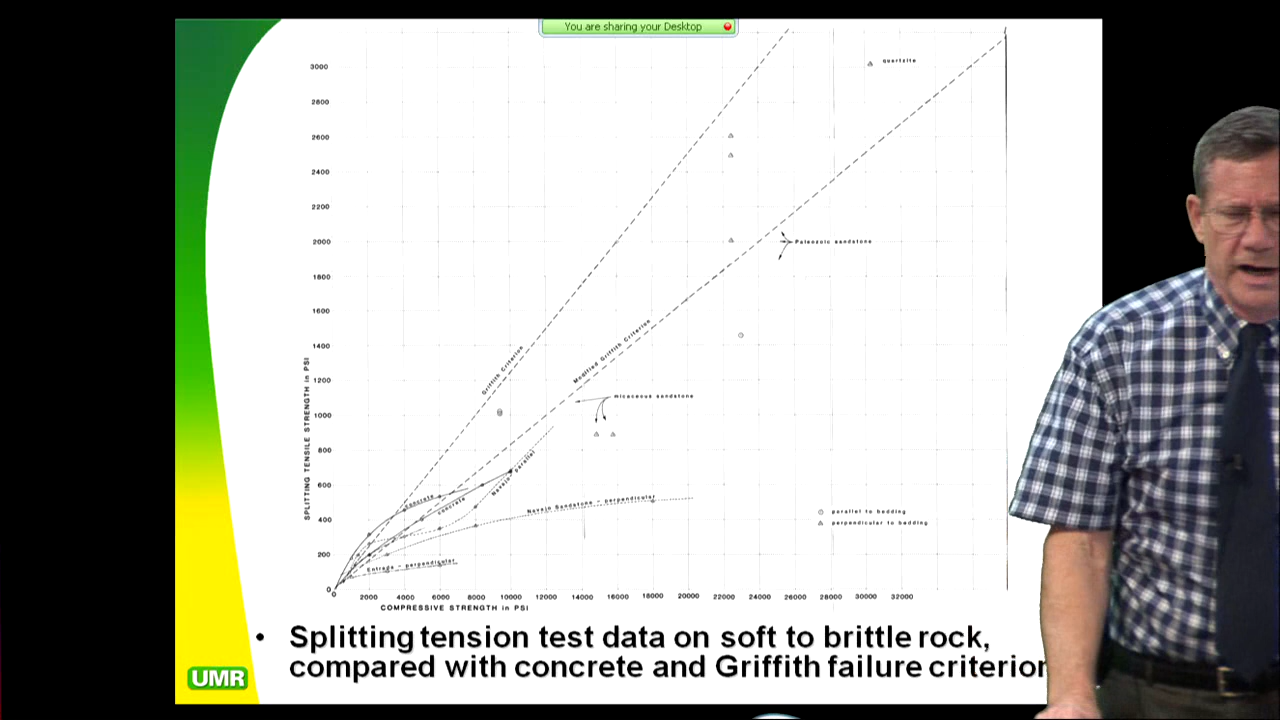 You are sharing your Desktop
3000
2800
2600
2400
2200
2000
1800
1600
1400
1200
1000
800
600
400
200
0
SPLITTING TENSILE STRENGTH in PSI
quartzite
Paleozoic sandstone
Griffith Criterion
Modified Griffith Criterion
micaceous sandstone
Navajo - parallel
Concrete
concrete
Navajo Sandstone - perpendicular
Entrada - perpendicular
parallel to bedding
perpendicular to bedding
0 2000 4000 6000 8000 10000 12000 14000 16000 18000 20000 22000 24000 26000 28000 30000 32000
COMPRESSIVE STRENGTH in PSI
• Splitting tension test data on soft to brittle rock,
compared with concrete and Griffith failure criterion
UMR